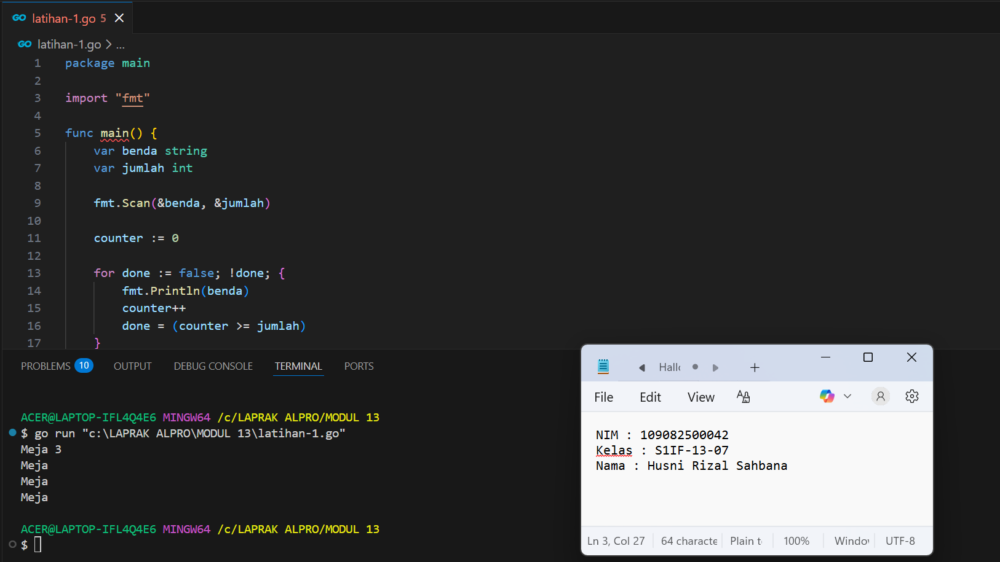 GO latihan-1.go 5
GO latihan-1.go > ...
1 package main
2
3 import "fmt"
4
5 func main() {
6 var benda string
7 var jumlah int
8
9 fmt.Scan(&benda, &jumlah)
10
11 counter := 0
12
13 for done := false; !done; {
14 fmt.Println(benda)
15 counter++
16 done = (counter >= jumlah)
17 }
PROBLEMS 10 OUTPUT DEBUG CONSOLE TERMINAL PORTS
ACER@LAPTOP-IFL4Q4E6 MINGW64 /c/LAPRAK ALPRO/MODUL 13
$ go run "c:\LAPRAK ALPRO\MODUL 13\latihan-1.go"
Meja 3
Meja
Meja
Meja
ACER@LAPTOP-IFL4Q4E6 MINGW64 /c/LAPRAK ALPRO/MODUL 13
$
Hallo
File Edit View
NIM : 109082500042
Kelas : S1IF-13-07
Nama : Husni Rizal Sahbana
Ln 3, Col 27 64 characte Plain t 100% Windov UTF-8